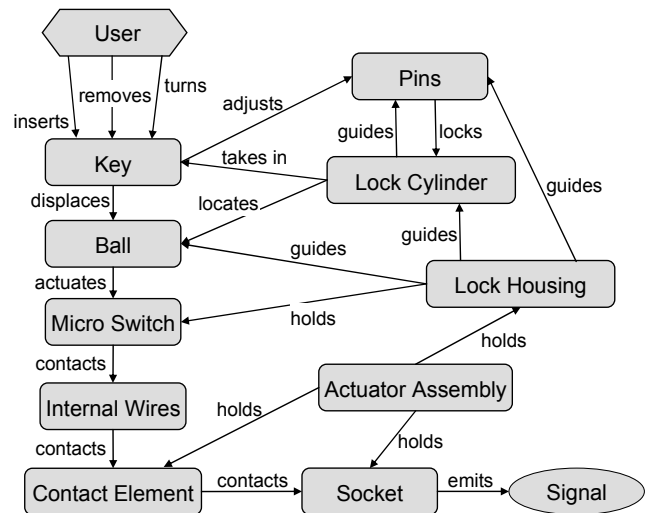 User
turns
removes
inserts
adjusts
Pins
guides
locks
Key
takes in
Lock Cylinder
guides
displaces
locates
Ball
guides
guides
actuates
Lock Housing
Micro Switch
holds
holds
contacts
Actuator Assembly
Internal Wires
holds
holds
contacts
Contact Element
contacts
Socket
emits
Signal